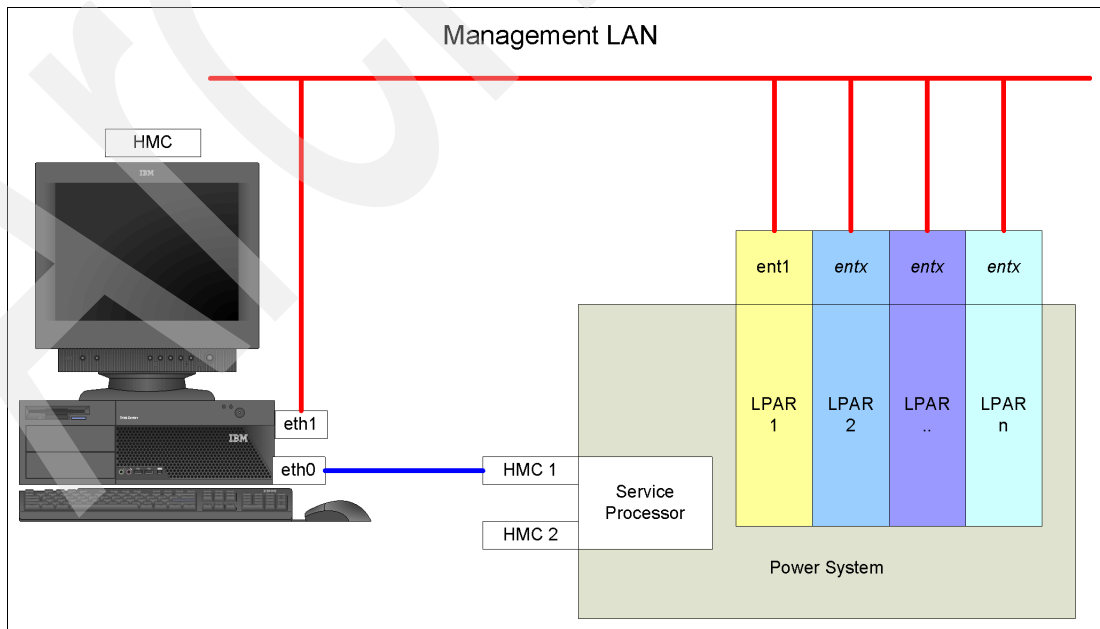 Management LAN
HMC
IBM
ent1
entx
entx
entx
eth1
IBM
eth0
HMC 1
HMC 2
Service
Processor
LPAR
1
LPAR
2
LPAR
..
LPAR
n
Power System